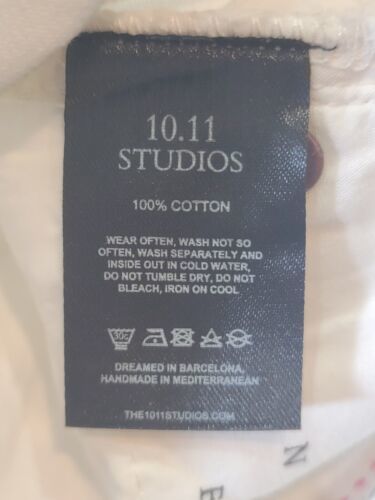 10.11
STUDIOS
100% COTTON
WEAR OFTEN, WASH NOT SO
OFTEN, WASH SEPARATELY AND
INSIDE OUT IN COLD WATER,
DO NOT TUMBLE DRY, DO NOT
BLEACH, IRON ON COOL
30c
DREAMED IN BARCELONA,
HANDMADE IN MEDITERRANEAN
THE1011STUDIOS.COM
N